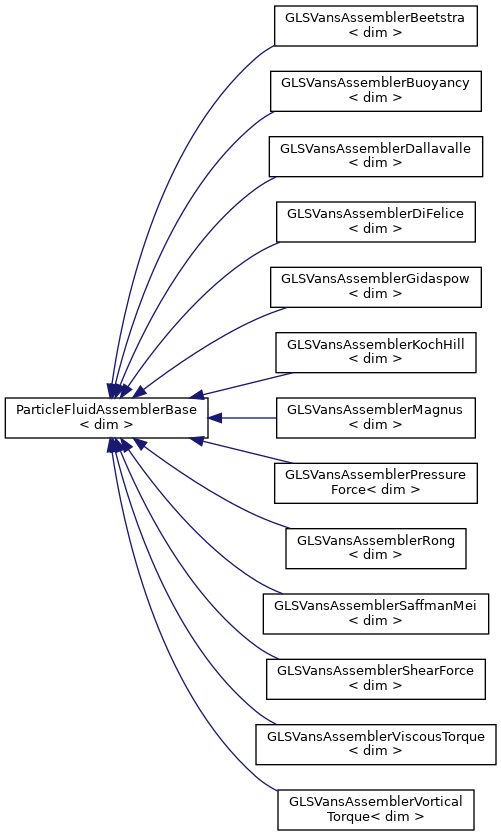 GLSVansAssemblerBeetstra
< dim >
GLSVansAssemblerBuoyancy
< dim >
GLSVansAssemblerDallavalle
< dim >
GLSVansAssemblerDiFelice
< dim >
GLSVansAssemblerGidaspow
< dim >
GLSVansAssemblerKochHill
< dim >
ParticleFluidAssemblerBase
< dim >
GLSVansAssemblerMagnus
< dim >
GLSVansAssemblerPressure
Force< dim >
GLSVansAssemblerRong
< dim >
GLSVansAssemblerSaffmanMei
< dim >
GLSVansAssemblerShearForce
< dim >
GLSVansAssemblerViscousTorque
< dim >
GLSVansAssemblerVortical
Torque< dim >